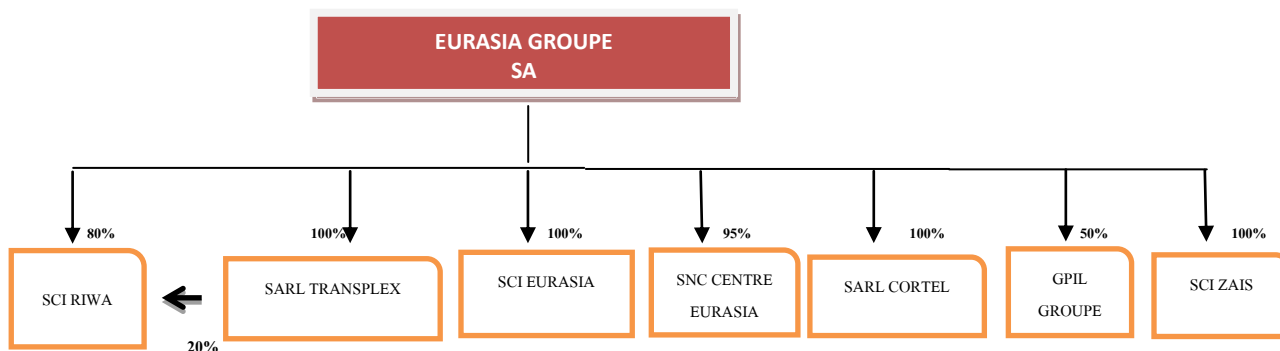 EURASIA GROUPE
SA
80%
100%
100%
95%
100%
50%
100%
SCI RIWA
SARL TRANSPLEX
SCI EURASIA
SNC CENTRE
EURASIA
SARL CORTEL
GPIL
GROUPE
SCI ZAIS
20%